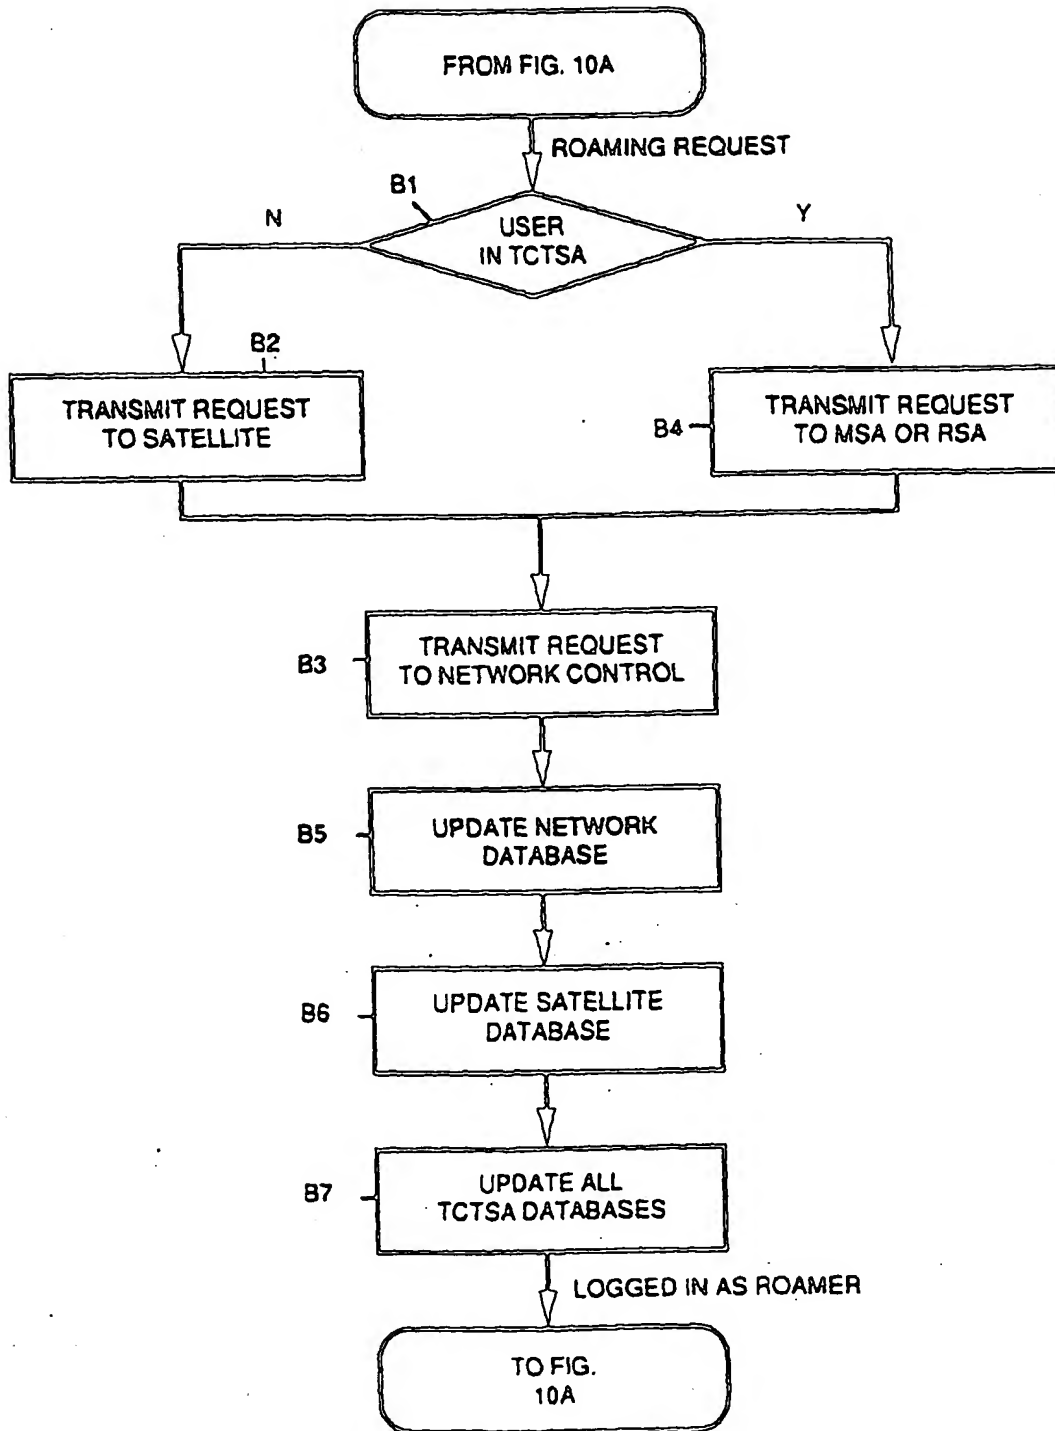 FROM FIG. 10A
ROAMING REQUEST
B1
N
USER
IN TCTSA
Y
B2
TRANSMIT REQUEST
TO SATELLITE
B4
TRANSMIT REQUEST
TO MSA OR RSA
B3
TRANSMIT REQUEST
TO NETWORK CONTROL
B5
UPDATE NETWORK
DATABASE
B6
UPDATE SATELLITE
DATABASE
B7
UPDATE ALL
TCTSA DATABASES
LOGGED IN AS ROAMER
TO FIG.
10A